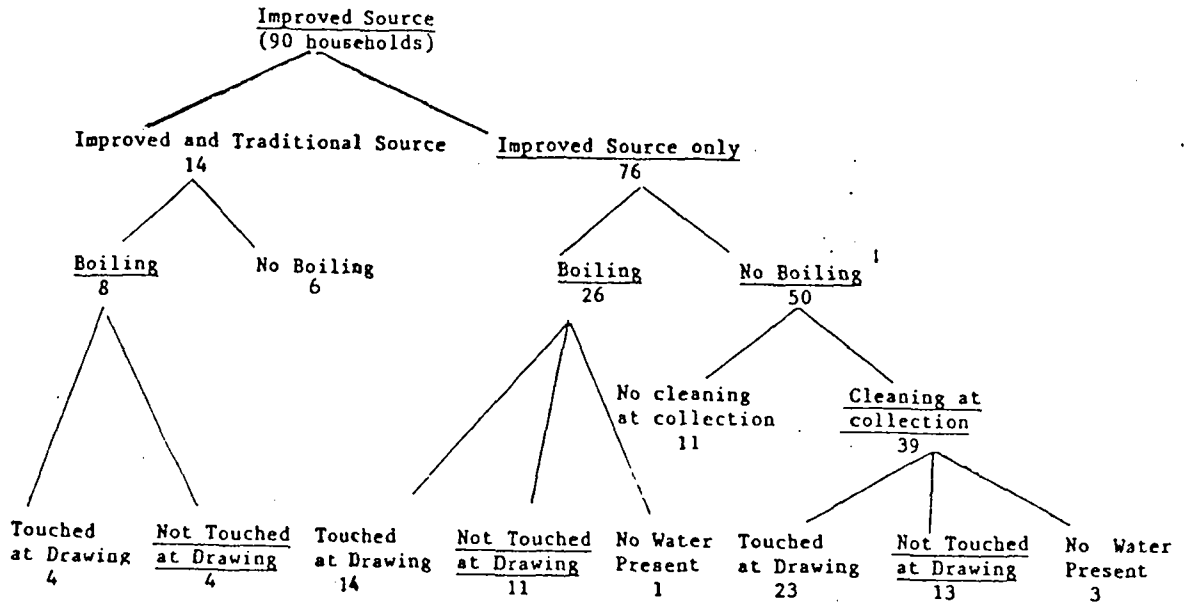 Improved Source
(90 households)
Improved and Traditional Source
14
Improved Source only
76
Boiling
8
No Boiling
6
Boiling
26
No Boiling 1
50
No cleaning
at collection
11
Cleaning at
collection
39
Touched
at Drawing
4
Not Touched
at Drawing
4
Touched
at Drawing
14
Not Touched
at Drawing
11
No Water
Present
1
Touched
at Drawing
23
Not Touched
at Drawing
13
No Water
Present
3